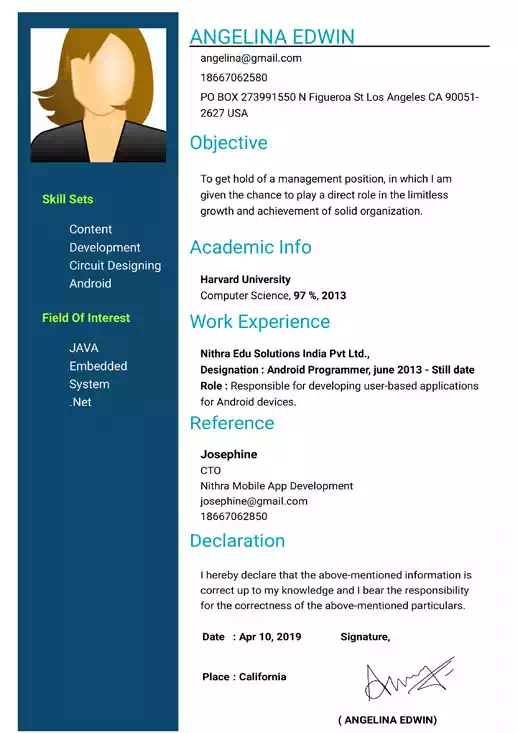 ANGELINA EDWIN
angelina@gmail.com
18667062580
PO BOX 273991550 N Figueroa St Los Angeles CA 90051-
2627 USA
Skill Sets
Content
Development
Circuit Designing
Android
Field Of Interest
JAVA
Embedded
System
.Net
Objective
To get hold of a management position, in which I am
given the chance to play a direct role in the limitless
growth and achievement of solid organization.
Academic Info
Harvard University
Computer Science, 97 %, 2013
Work Experience
Nithra Edu Solutions India Pvt Ltd.,
Designation : Android Programmer, june 2013 - Still date
Role : Responsible for developing user-based applications
for Android devices.
Reference
Josephine
CTO
Nithra Mobile App Development
josephine@gmail.com
18667062850
Declaration
I hereby declare that the above-mentioned information is
correct up to my knowledge and I bear the responsibility
for the correctness of the above-mentioned particulars.
Date : Apr 10, 2019 Signature,
Place : California
( ANGELINA EDWIN)